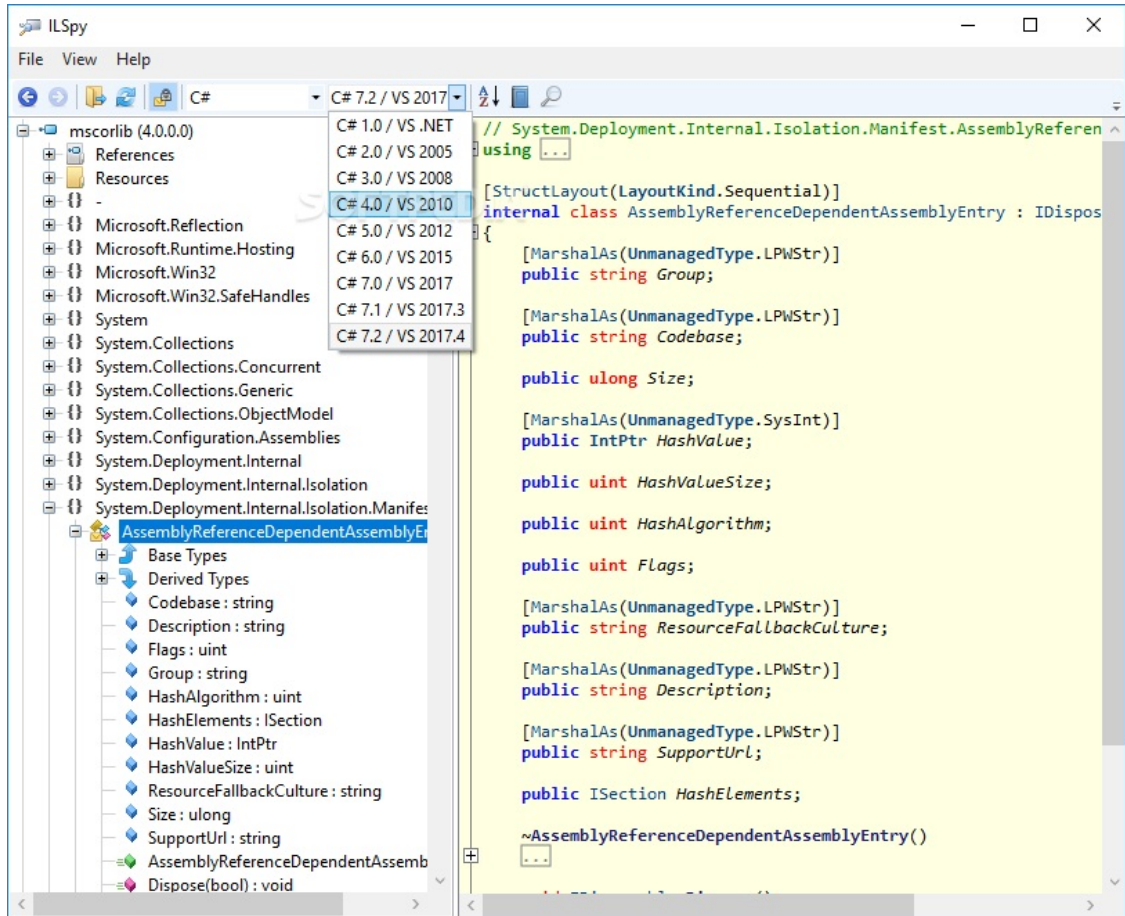 ILSpy
File View Help
C#
C# 7.2 / VS 2017
C# 1.0 / VS .NET
C# 2.0 / VS 2005
C# 3.0 / VS 2008
C# 4.0 / VS 2010
C# 5.0 / VS 2012
C# 6.0 / VS 2015
C# 7.0 / VS 2017
C# 7.1 / VS 2017.3
C# 7.2 / VS 2017.4
mscorlib (4.0.0.0)
References
Resources
{} -
{} Microsoft.Reflection
{} Microsoft.Runtime.Hosting
{} Microsoft.Win32
{} Microsoft.Win32.SafeHandles
{} System
{} System.Collections
{} System.Collections.Concurrent
{} System.Collections.Generic
{} System.Collections.ObjectModel
{} System.Configuration.Assemblies
{} System.Deployment.Internal
{} System.Deployment.Internal.Isolation
{} System.Deployment.Internal.Isolation.Manifes
AssemblyReferenceDependentAssemblyEr
Base Types
Derived Types
Codebase : string
Description : string
Flags : uint
Group : string
HashAlgorithm : uint
HashElements : ISection
HashValue : IntPtr
HashValueSize : uint
ResourceFallbackCulture : string
Size : ulong
SupportUrl : string
AssemblyReferenceDependentAssemb
Dispose(bool) : void
// System.Deployment.Internal.Isolation.Manifest.AssemblyReferen
using ...
[StructLayout(LayoutKind.Sequential)]
internal class AssemblyReferenceDependentAssemblyEntry : IDispos
{
[MarshalAs(UnmanagedType.LPWStr)]
public string Group;
[MarshalAs(UnmanagedType.LPWStr)]
public string Codebase;
public ulong Size;
[MarshalAs(UnmanagedType.SysInt)]
public IntPtr HashValue;
public uint HashValueSize;
public uint HashAlgorithm;
public uint Flags;
[MarshalAs(UnmanagedType.LPWStr)]
public string ResourceFallbackCulture;
[MarshalAs(UnmanagedType.LPWStr)]
public string Description;
[MarshalAs(UnmanagedType.LPWStr)]
public string SupportUrl;
public ISection HashElements;
~AssemblyReferenceDependentAssemblyEntry()
...